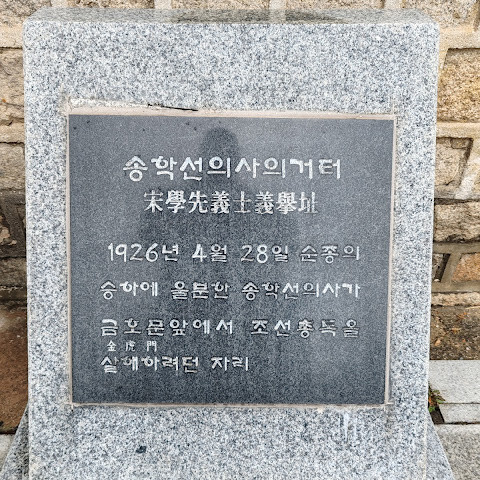 송학선의사의거터
宋學先義士義擧址
1926년 4월 28일 순종의
승하에 울분한 송학선의사가
금호문앞에서 조선총독을
金虎門
살해하려던 자리